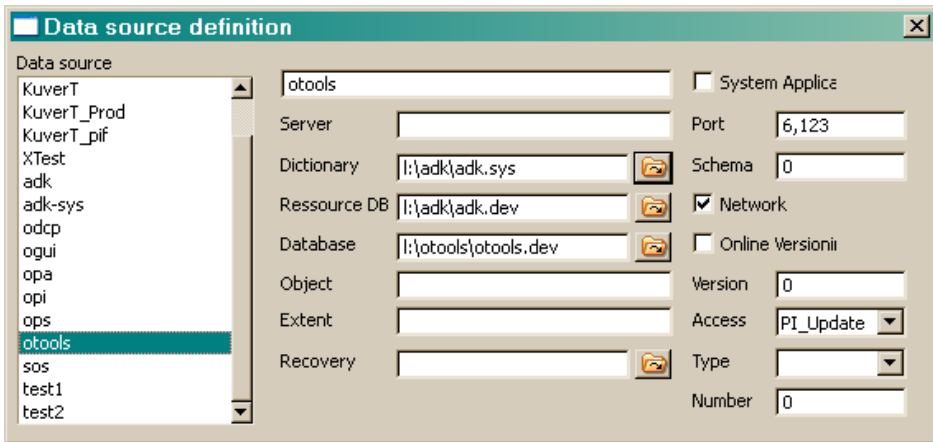 Data source definition
Data source
KuverT
KuverT_Prod
KuverT_pif
XTest
adk
adk-sys
odcp
ogui
opa
opi
ops
otools
sos
test1
test2
otools
System Applica
Server
Port 6,123
Dictionary l:\adk\adk.sys
Schema 0
Ressource DB l:\adk\adk.dev
Network
Database l:\otools\otools.dev
Online Versionii
Object
Version 0
Extent
Access PI_Update
Recovery
Type
Number 0